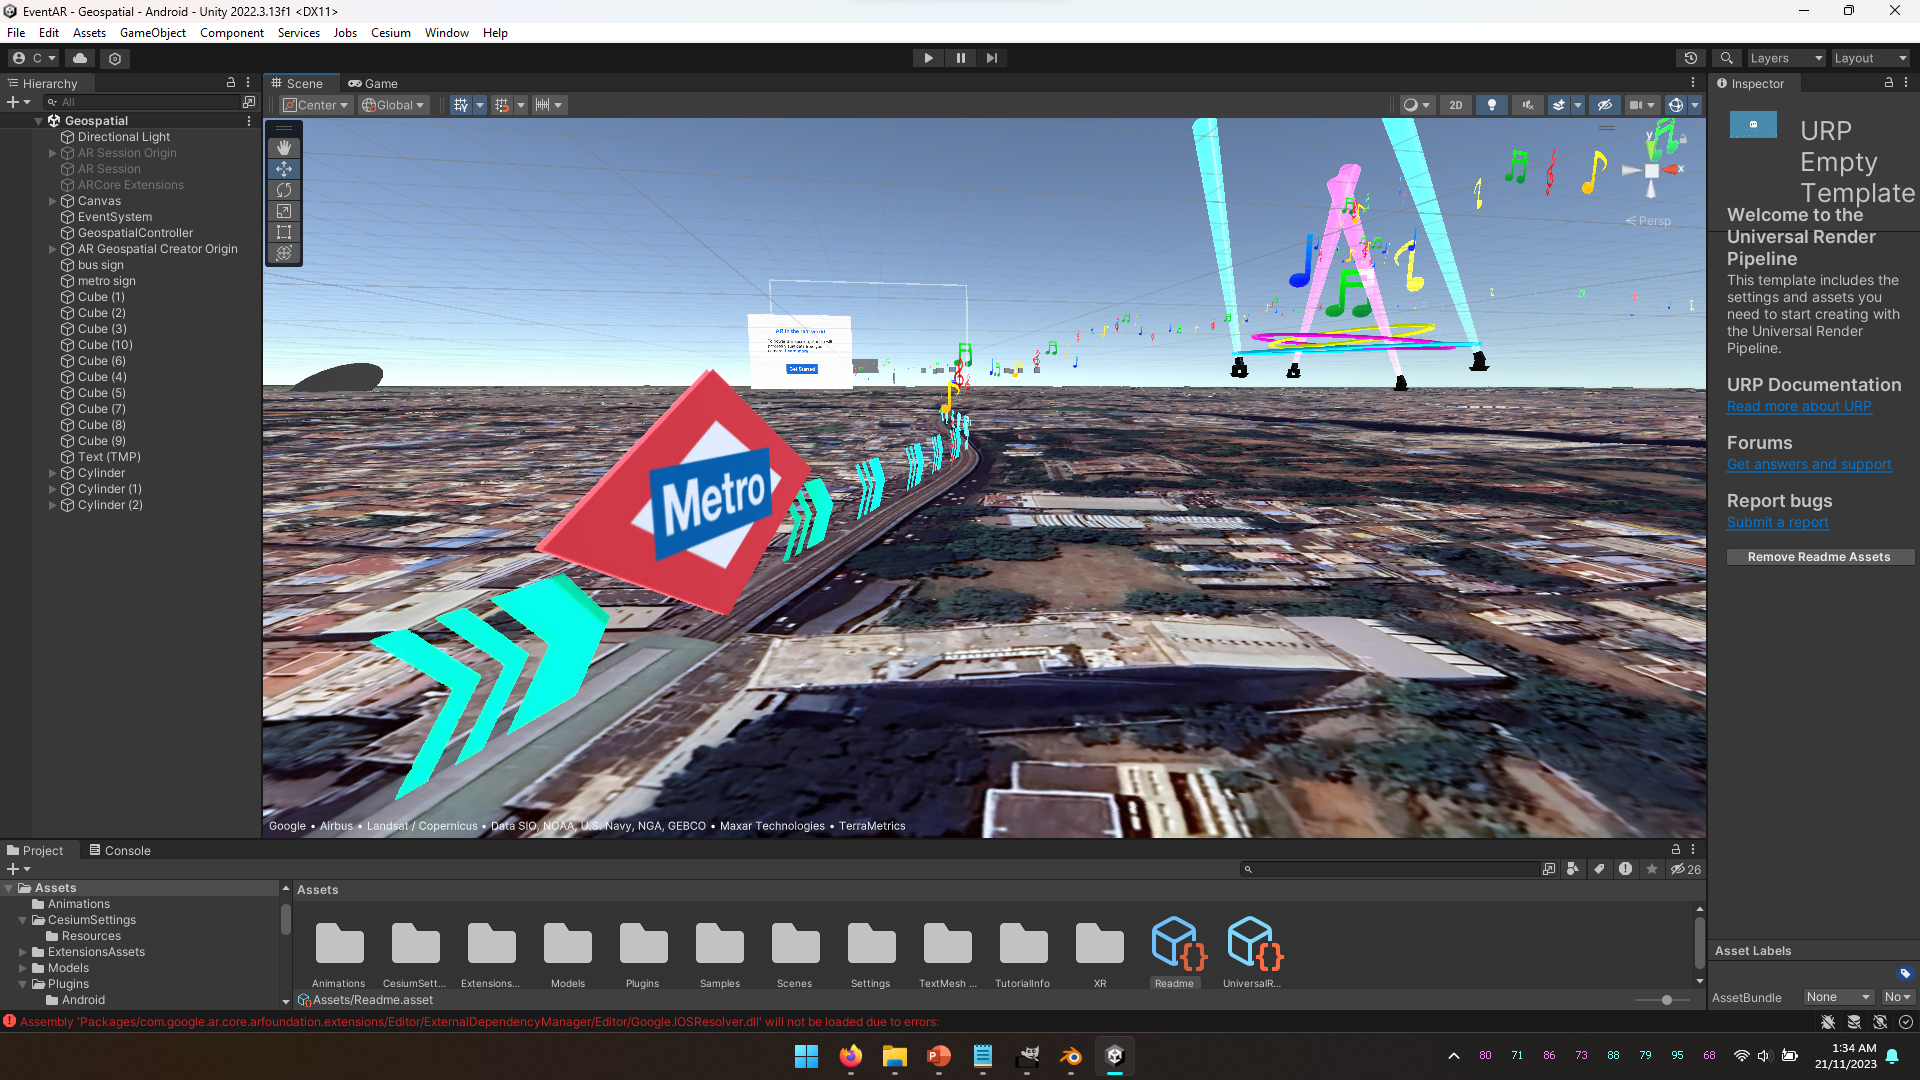 EventAR - Geospatial - Android - Unity 2022.3.13f1 <DX11>
File Edit Assets GameObject Component Services Jobs Cesium Window Help
C
Layers
Layout
Hierarchy
All
Geospatial
Directional Light
AR Session Origin
AR Session
ARCore Extensions
Canvas
EventSystem
GeospatialController
AR Geospatial Creator Origin
bus sign
metro sign
Cube (1)
Cube (2)
Cube (3)
Cube (10)
Cube (6)
Cube (4)
Cube (5)
Cube (7)
Cube (8)
Cube (9)
Text (TMP)
Cylinder
Cylinder (1)
Cylinder (2)
Scene Game
Center Global
2D
y
x
Persp
AR in the real world
Get Started
Metro
Google • Airbus • Landsat / Copernicus • Data SIO, NOAA, U.S. Navy, NGA, GEBCO • Maxar Technologies • TerraMetrics
Inspector
URP
Empty
Template
Welcome to the
Universal Render
Pipeline
This template includes the
settings and assets you
need to start creating with
the Universal Render
Pipeline.
URP Documentation
Read more about URP
Forums
Get answers and support
Report bugs
Submit a report
Remove Readme Assets
Asset Labels
AssetBundle None No
Project Console
26
Assets
Animations
CesiumSettings
Resources
ExtensionsAssets
Models
Plugins
Android
Assets
Animations CesiumSett... Extensions... Models Plugins Samples Scenes Settings TextMesh ... TutorialInfo XR Readme UniversalR...
Assets/Readme.asset
Assembly 'Packages/com.google.ar.core.arfoundation.extensions/Editor/ExternalDependencyManager/Editor/Google.IOSResolver.dll' will not be loaded due to errors:
80 71 86 73 88 79 95 68
1:34 AM
21/11/2023